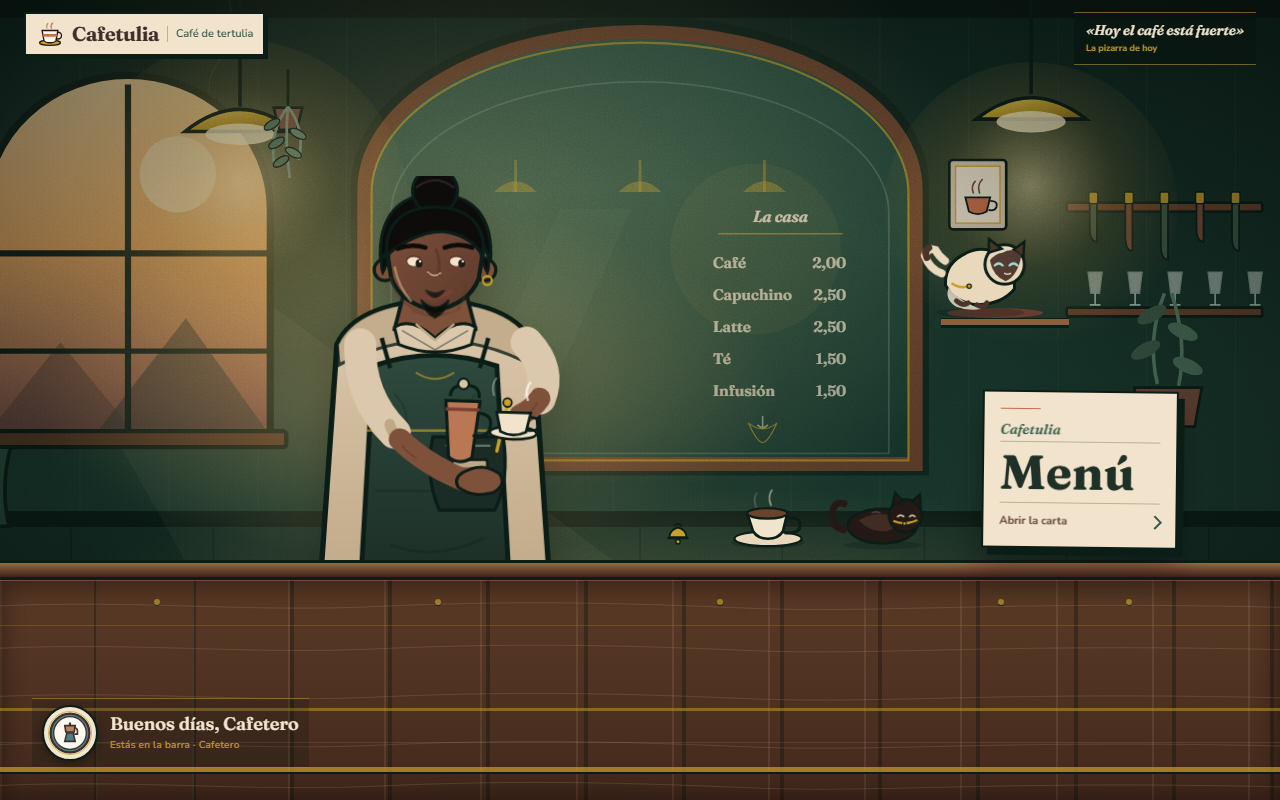 Cafetulia
Café de tertulia
«Hoy el café está fuerte»
La pizarra de hoy
La casa
Café 2,00
Capuchino 2,50
Latte 2,50
Té 1,50
Infusión 1,50
Cafetulia
Menú
Abrir la carta
Buenos días, Cafetero
Estás en la barra · Cafetero